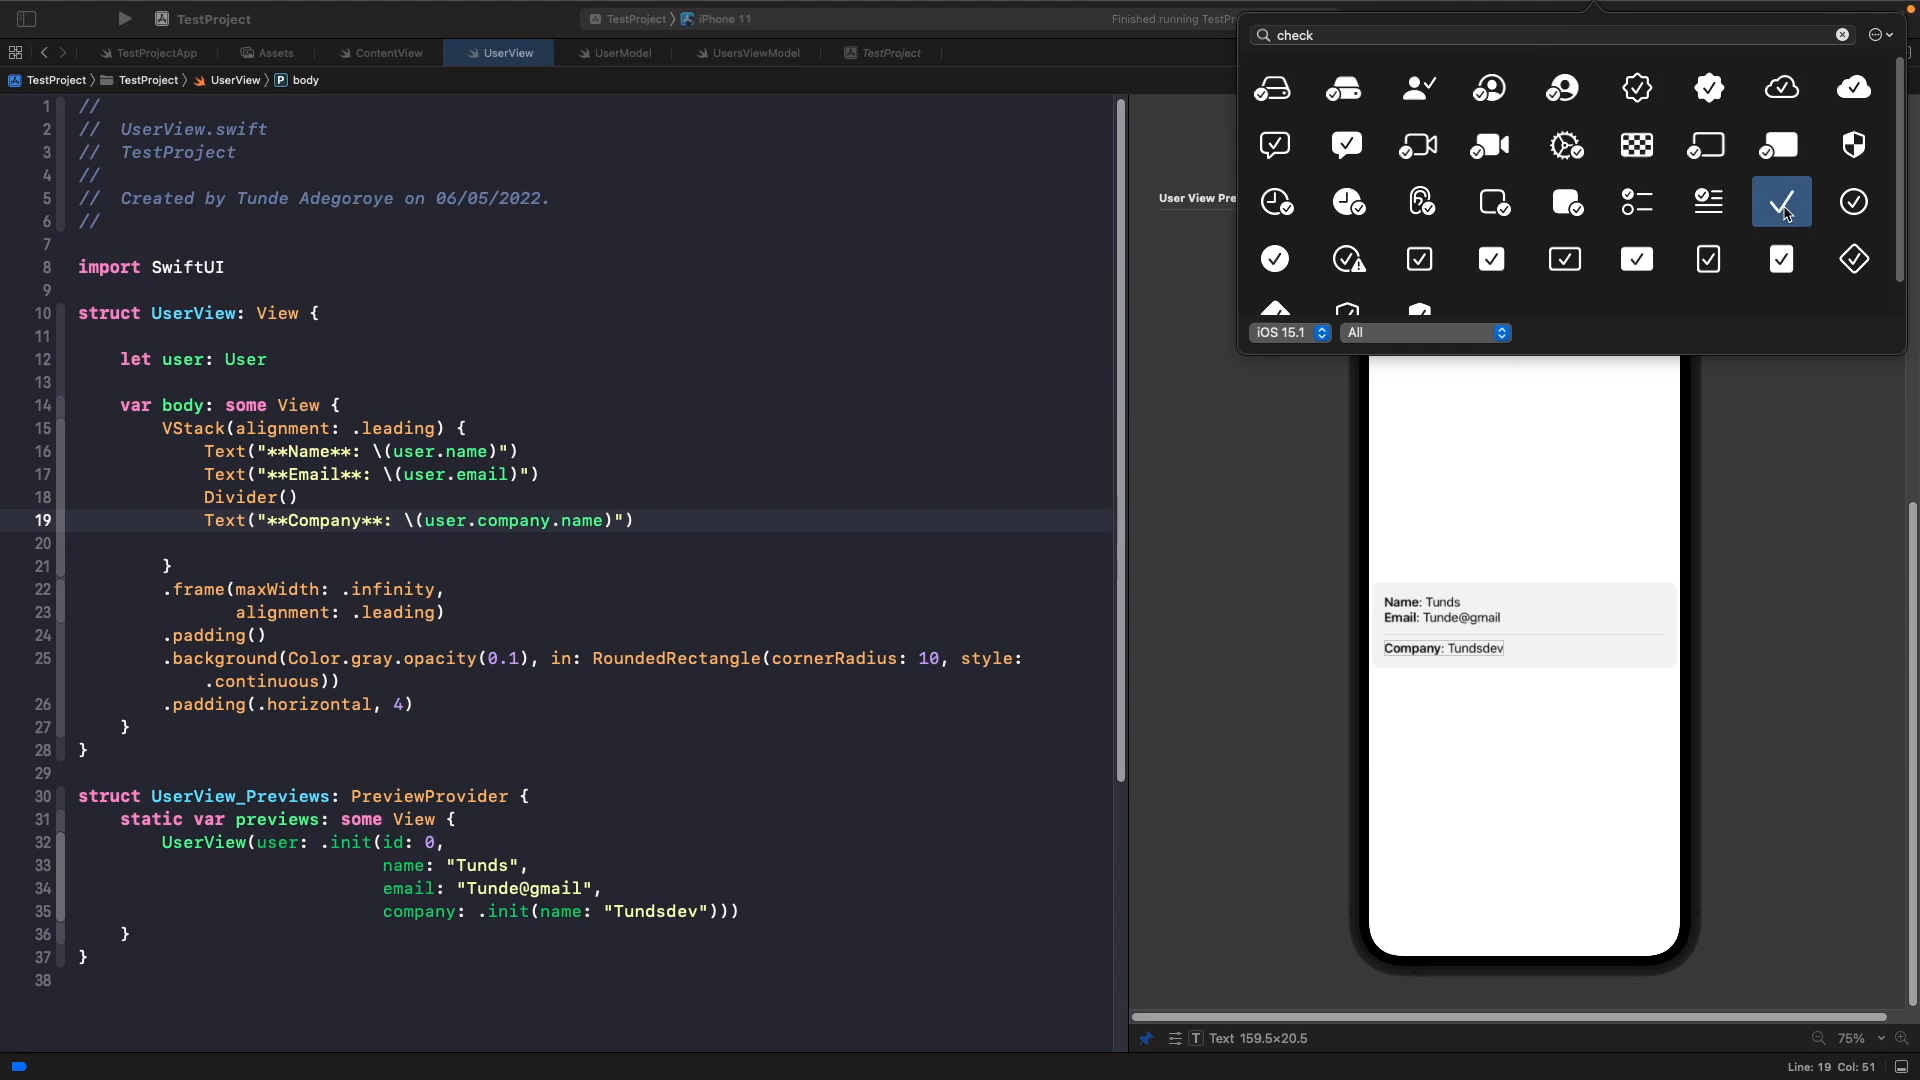 TestProject
TestProject
iPhone 11
Finished running TestPr
TestProjectApp
Assets
ContentView
UserView
UserModel
UsersViewModel
TestProject
TestProject
TestProject
UserView
P
body
1 //
2 // UserView.swift
3 // TestProject
4 //
5 // Created by Tunde Adegoroye on 06/05/2022.
6 //
7
8 import SwiftUI
9
10 struct UserView: View {
11
12 let user: User
13
14 var body: some View {
15 VStack(alignment: .leading) {
16 Text("**Name**: \(user.name)")
17 Text("**Email**: \(user.email)")
18 Divider()
19 Text("**Company**: \(user.company.name)")
20
21 }
22 .frame(maxWidth: .infinity,
23 alignment: .leading)
24 .padding()
25 .background(Color.gray.opacity(0.1), in: RoundedRectangle(cornerRadius: 10, style:
.continuous))
26 .padding(.horizontal, 4)
27 }
28 }
29
30 struct UserView_Previews: PreviewProvider {
31 static var previews: some View {
32 UserView(user: .init(id: 0,
33 name: "Tunds",
34 email: "Tunde@gmail",
35 company: .init(name: "Tundsdev")))
36 }
37 }
38
check
iOS 15.1
All
User View Pre
Name: Tunds
Email: Tunde@gmail
Company: Tundsdev
T Text 159.5×20.5
75%
Line: 19 Col: 51